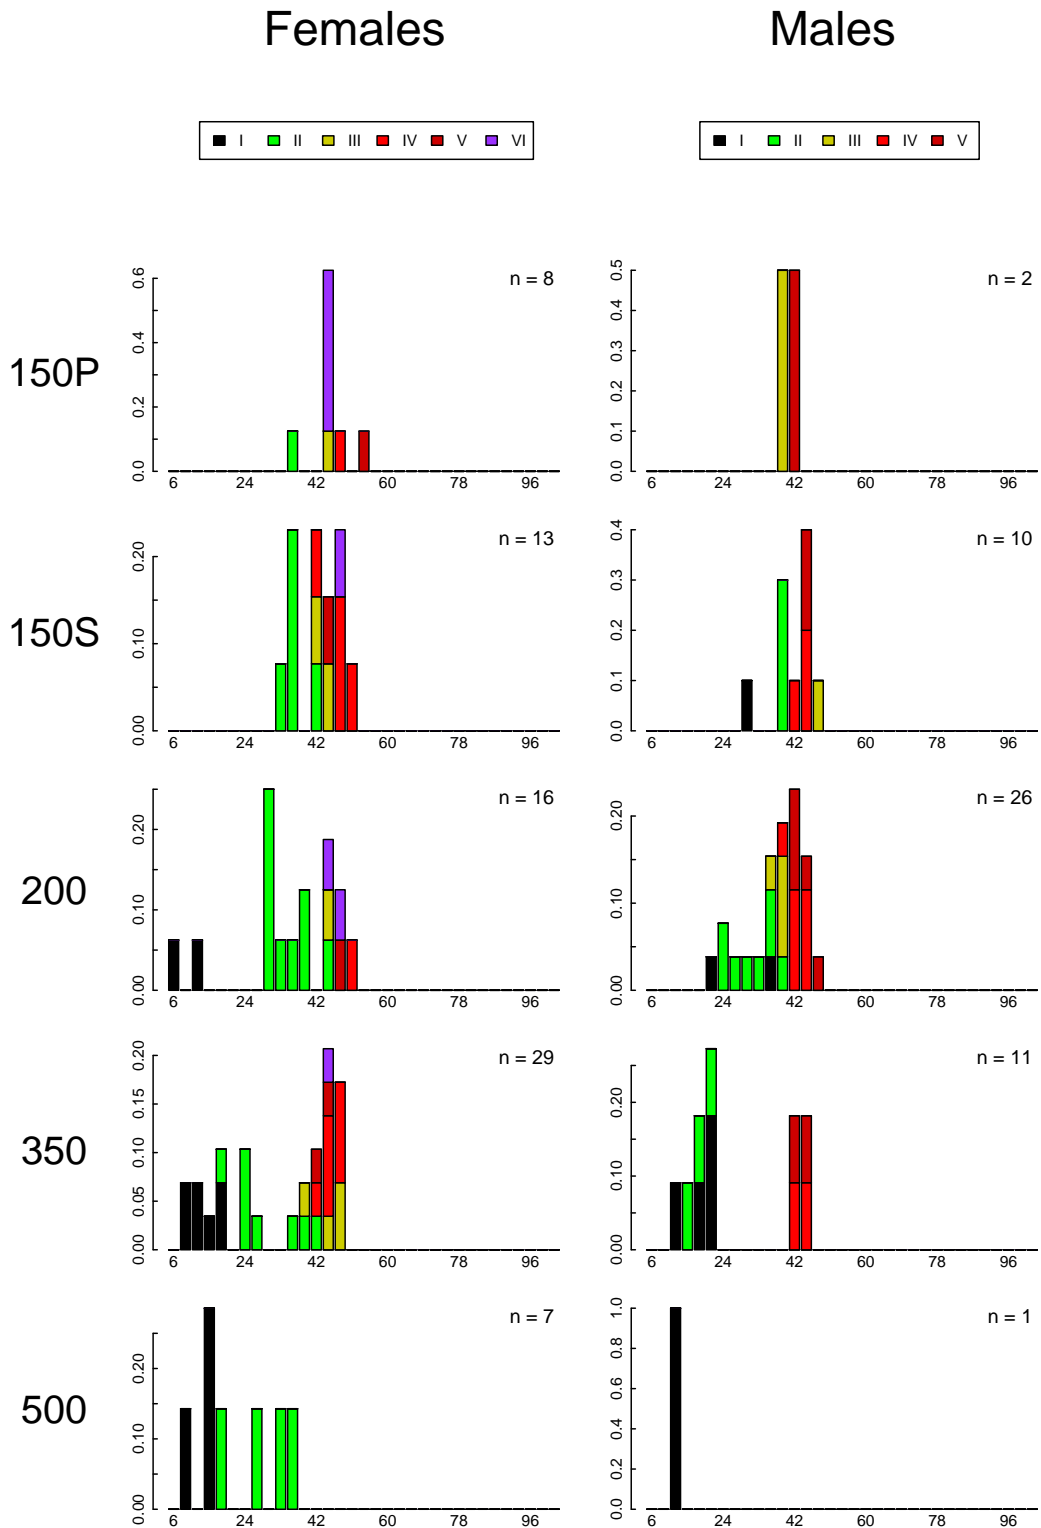 Females Males
I II III IV V VI I II III IV V
150P
0.0 0.2 0.4 0.6
n = 8
6 24 42 60 78 96
0.0 0.1 0.2 0.3 0.4 0.5
n = 2
6 24 42 60 78 96
150S
0.00 0.10 0.20
n = 13
6 24 42 60 78 96
0.0 0.1 0.2 0.3 0.4
n = 10
6 24 42 60 78 96
200
0.00 0.10 0.20
n = 16
6 24 42 60 78 96
0.00 0.10 0.20
n = 26
6 24 42 60 78 96
350
0.00 0.05 0.10 0.15 0.20
n = 29
6 24 42 60 78 96
0.00 0.10 0.20
n = 11
6 24 42 60 78 96
500
0.00 0.10 0.20
n = 7
6 24 42 60 78 96
0.0 0.2 0.4 0.6 0.8 1.0
n = 1
6 24 42 60 78 96